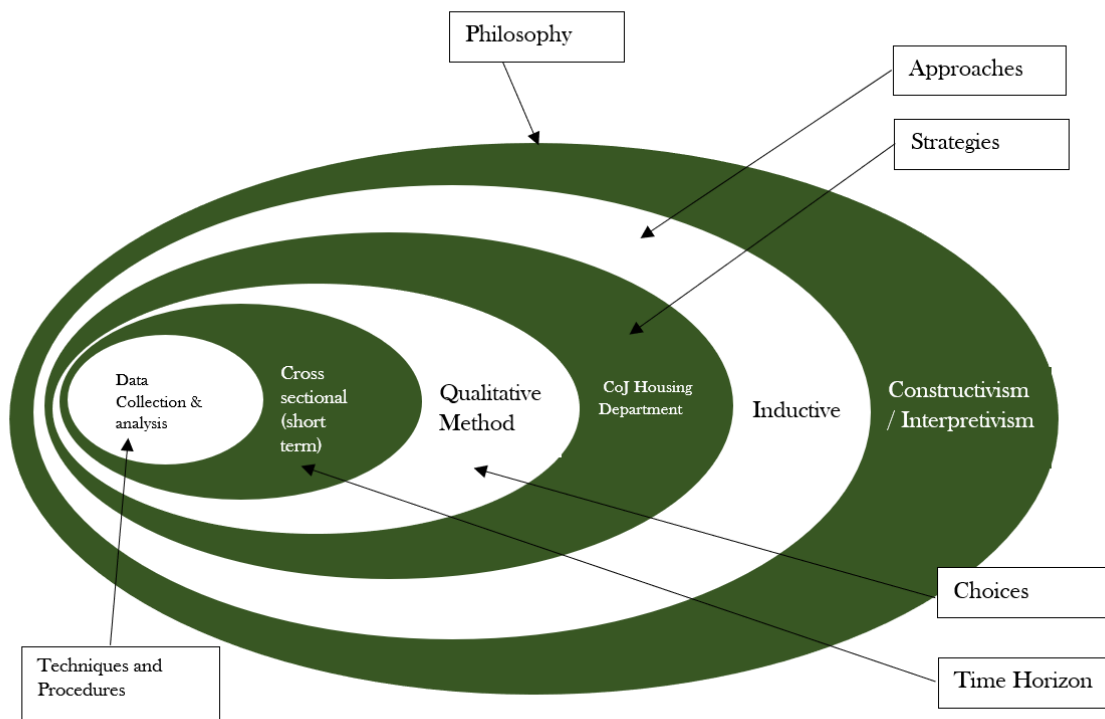 Philosophy
Approaches
Strategies
Data
Collection &
analysis
Cross
sectional
(short
term)
Qualitative
Method
CoJ Housing
Department
Inductive
Constructivism
/ Interpretivism
Choices
Techniques and
Procedures
Time Horizon